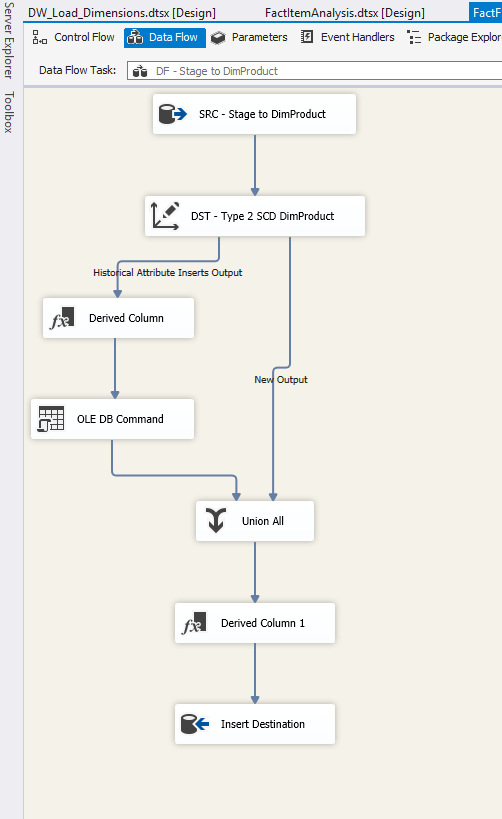 DW_Load_Dimensions.dtsx [Design] FactItemAnalysis.dtsx [Design] FactF
Server Explorer
Toolbox
Control Flow Data Flow Parameters Event Handlers Package Explor
Data Flow Task: DF - Stage to DimProduct
SRC - Stage to DimProduct
DST - Type 2 SCD DimProduct
Historical Attribute Inserts Output
Derived Column
New Output
OLE DB Command
Union All
Derived Column 1
Insert Destination